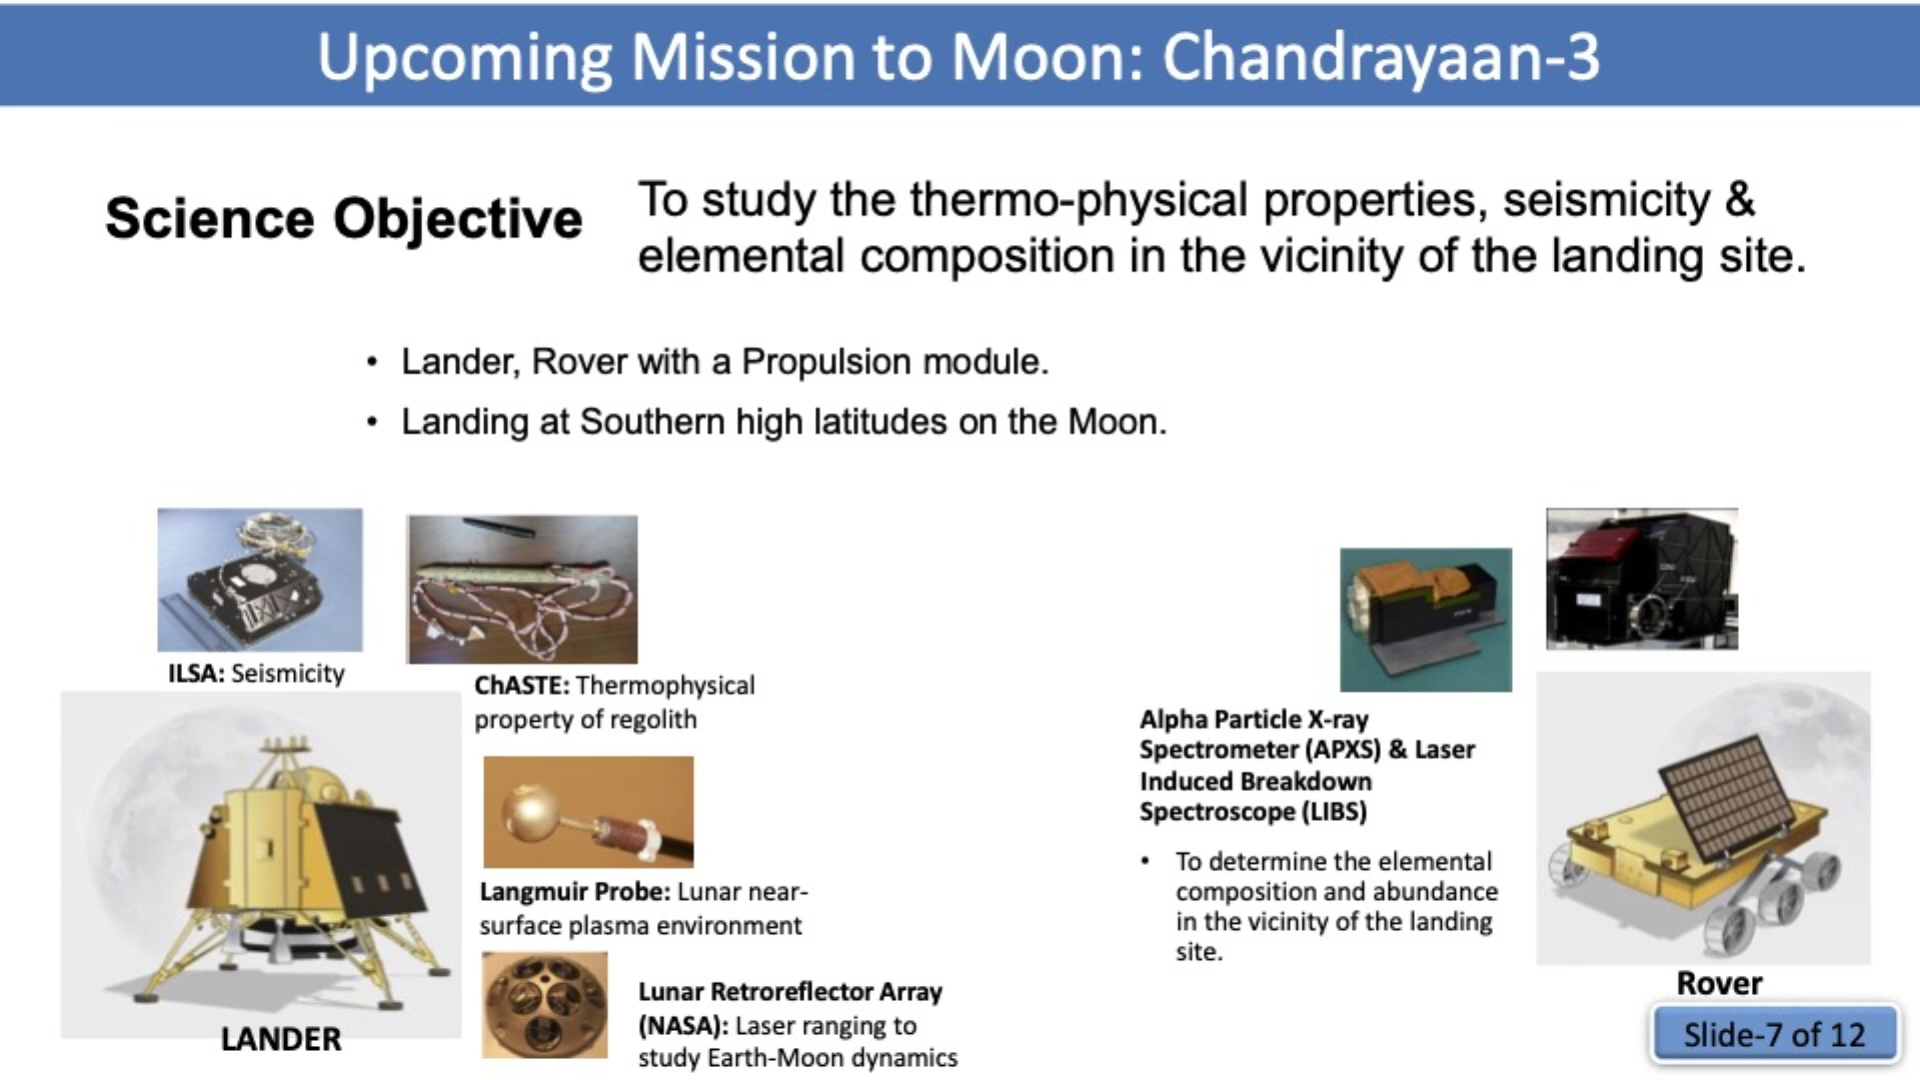 Upcoming Mission to Moon: Chandrayaan-3
Science Objective
To study the thermo-physical properties, seismicity &
elemental composition in the vicinity of the landing site.
• Lander, Rover with a Propulsion module.
• Landing at Southern high latitudes on the Moon.
ILSA: Seismicity
ChASTE: Thermophysical
property of regolith
Langmuir Probe: Lunar near-
surface plasma environment
Lunar Retroreflector Array
(NASA): Laser ranging to
study Earth-Moon dynamics
LANDER
Alpha Particle X-ray
Spectrometer (APXS) & Laser
Induced Breakdown
Spectroscope (LIBS)
• To determine the elemental
composition and abundance
in the vicinity of the landing
site.
Rover
Slide-7 of 12